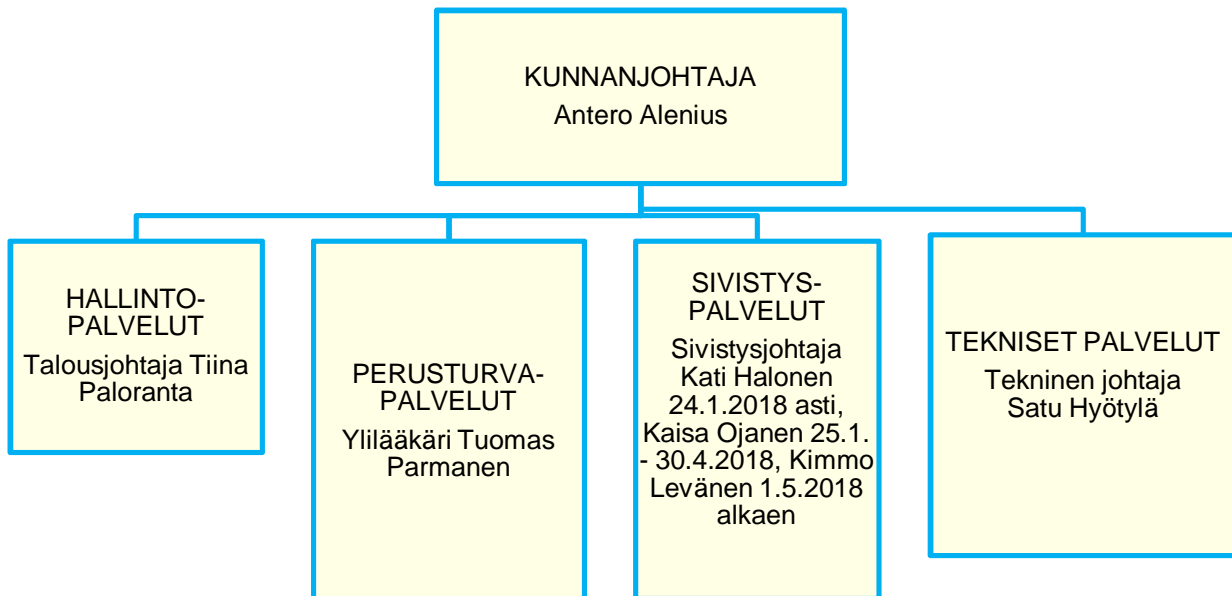 KUNNANJOHTAJA
Antero Alenius
HALLINTO-
PALVELUT
Talousjohtaja Tiina
Paloranta
PERUSTURVA-
PALVELUT
Ylilääkäri Tuomas
Parmanen
SIVISTYS-
PALVELUT
Sivistysjohtaja
Kati Halonen
24.1.2018 asti,
Kaisa Ojanen 25.1.
- 30.4.2018, Kimmo
Levänen 1.5.2018
alkaen
TEKNISET PALVELUT
Tekninen johtaja
Satu Hyötylä